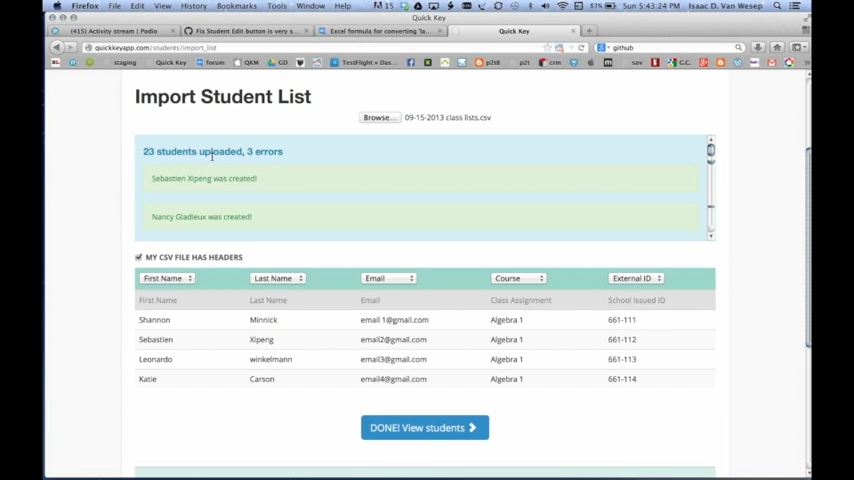 Firefox File Edit View History Bookmarks Tools Window Help 15 81% Sun 5:43:24 PM Isaac D. Van Wesep
Quick Key
(415) Activity stream | Podio Fix Student Edit button is very s... Excel formula for converting 'la... Quick Key
quickkeyapp.com/students/import_list github
staging Quick Key forum QKM GD TestFlight » Das... p2t8 p2t crm sov G.C.
Import Student List
Browse... 09-15-2013 class lists.csv
23 students uploaded, 3 errors
Sebastien Xipeng was created!
Nancy Gladieux was created!
MY CSV FILE HAS HEADERS
First Name Last Name Email Course External ID
First Name Last Name Email Class Assignment School Issued ID
Shannon Minnick email 1@gmail.com Algebra 1 661-111
Sebastien Xipeng email2@gmail.com Algebra 1 661-112
Leonardo winkelmann email3@gmail.com Algebra 1 661-113
Katie Carson email4@gmail.com Algebra 1 661-114
DONE! View students